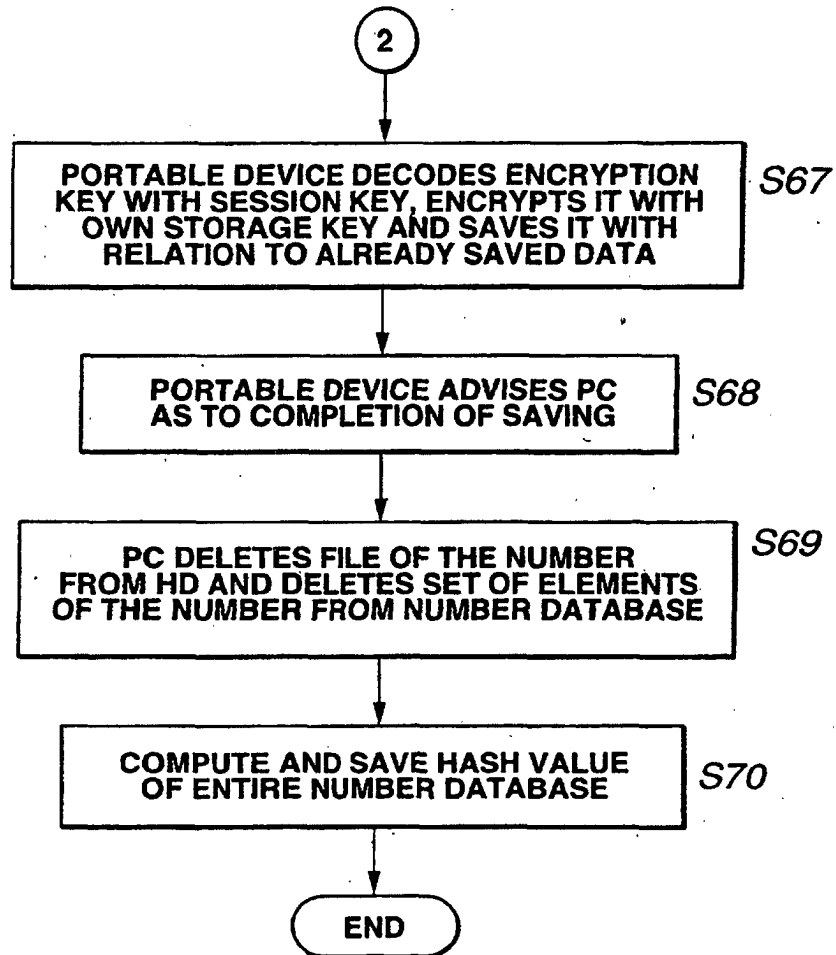 2
PORTABLE DEVICE DECODES ENCRYPTION
KEY WITH SESSION KEY, ENCRYPTS IT WITH
OWN STORAGE KEY AND SAVES IT WITH
RELATION TO ALREADY SAVED DATA
S67
PORTABLE DEVICE ADVISES PC
AS TO COMPLETION OF SAVING
S68
PC DELETES FILE OF THE NUMBER
FROM HD AND DELETES SET OF ELEMENTS
OF THE NUMBER FROM NUMBER DATABASE
S69
COMPUTE AND SAVE HASH VALUE
OF ENTIRE NUMBER DATABASE
S70
END